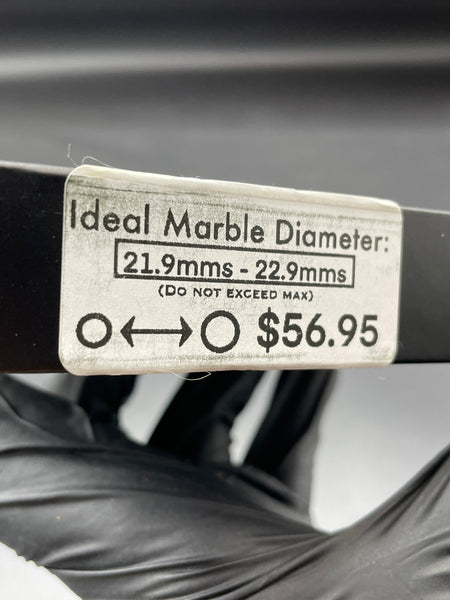 Ideal Marble Diameter:
21.9mms - 22.9mms
(DO NOT EXCEED MAX)
$56.95